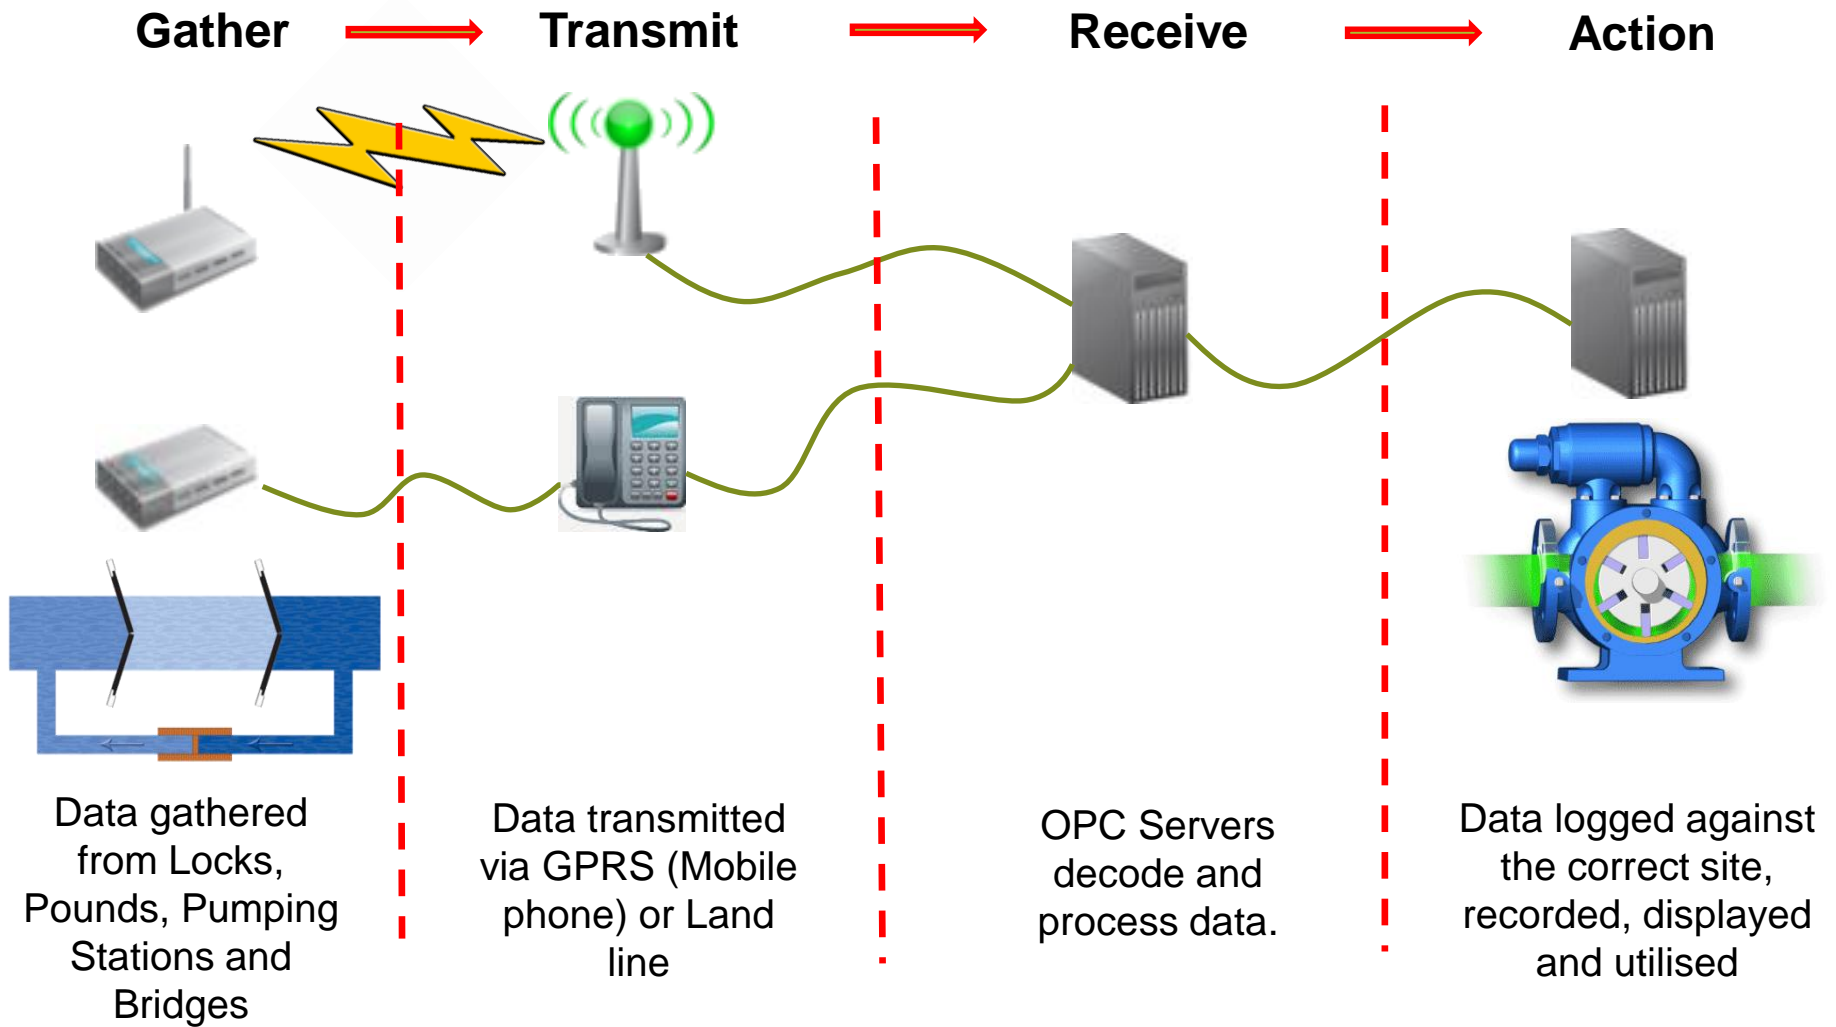 Gather
Transmit
Receive
Action
Data gathered
from Locks,
Pounds, Pumping
Stations and
Bridges
Data transmitted
via GPRS (Mobile
phone) or Land
line
OPC Servers
decode and
process data.
Data logged against
the correct site,
recorded, displayed
and utilised